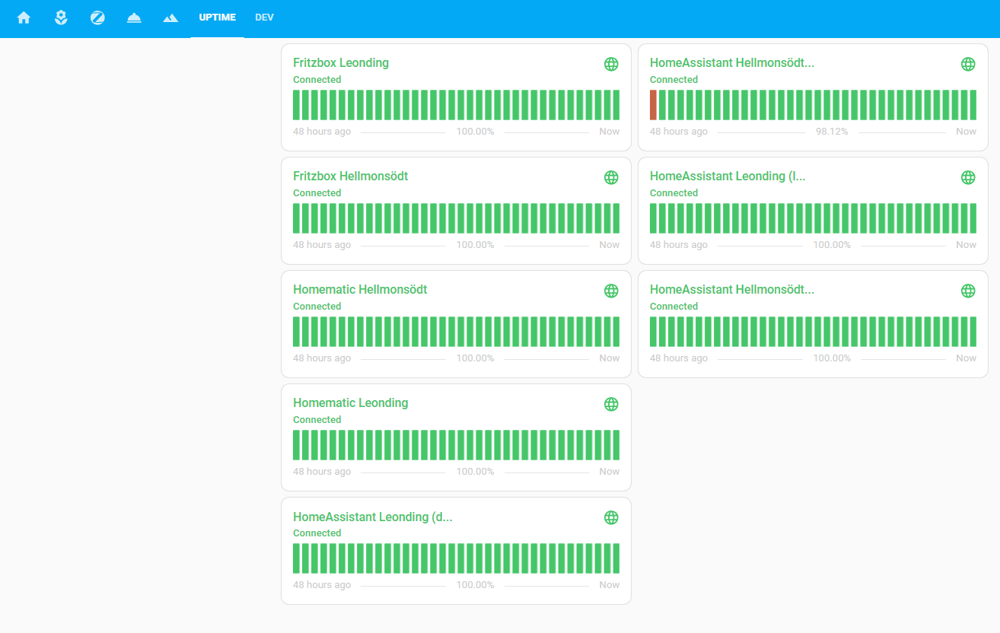 UPTIME
DEV
Fritzbox Leonding
Connected
48 hours ago 100.00% Now
Fritzbox Hellmonsödt
Connected
48 hours ago 100.00% Now
Homematic Hellmonsödt
Connected
48 hours ago 100.00% Now
Homematic Leonding
Connected
48 hours ago 100.00% Now
HomeAssistant Leonding (d...
Connected
48 hours ago 100.00% Now
HomeAssistant Hellmonsödt...
Connected
48 hours ago 98.12% Now
HomeAssistant Leonding (l...
Connected
48 hours ago 100.00% Now
HomeAssistant Hellmonsödt...
Connected
48 hours ago 100.00% Now